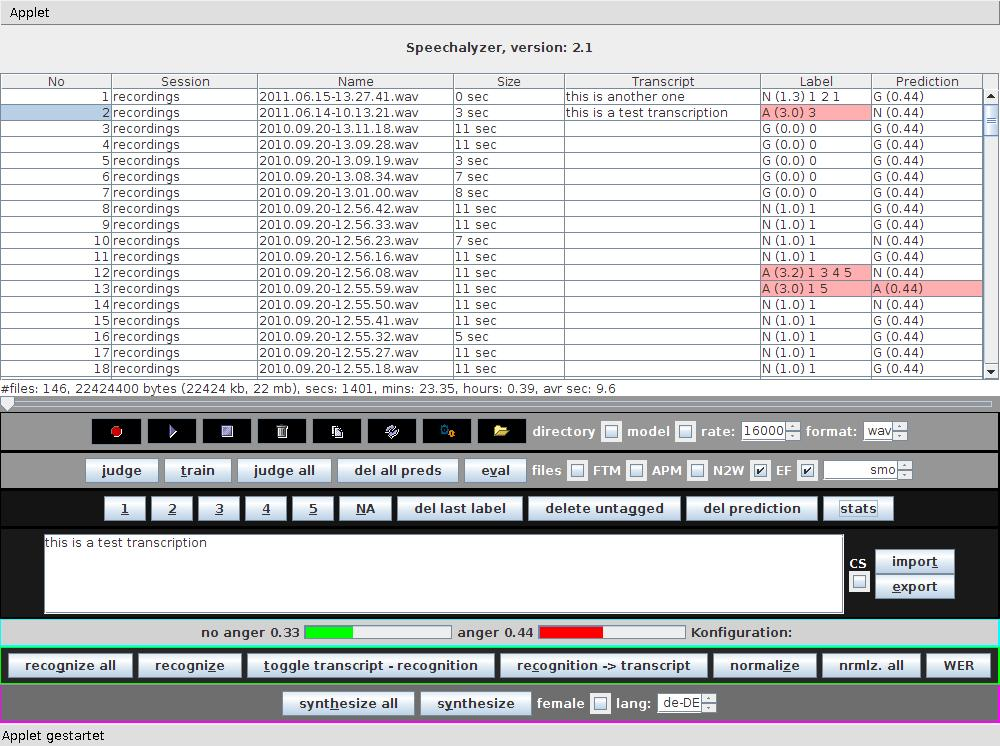 Applet
Speechalyzer, version: 2.1
No Session Name Size Transcript Label Prediction
1 recordings 2011.06.15-13.27.41.wav 0 sec this is another one N (1.3) 1 2 1 G (0.44)
2 recordings 2011.06.14-10.13.21.wav 3 sec this is a test transcription A (3.0) 3 N (0.44)
3 recordings 2010.09.20-13.11.18.wav 11 sec G (0.0) 0 G (0.44)
4 recordings 2010.09.20-13.09.28.wav 11 sec G (0.0) 0 G (0.44)
5 recordings 2010.09.20-13.09.19.wav 3 sec G (0.0) 0 N (0.44)
6 recordings 2010.09.20-13.08.34.wav 7 sec G (0.0) 0 G (0.44)
7 recordings 2010.09.20-13.01.00.wav 8 sec G (0.0) 0 G (0.44)
8 recordings 2010.09.20-12.56.42.wav 11 sec N (1.0) 1 G (0.44)
9 recordings 2010.09.20-12.56.33.wav 11 sec N (1.0) 1 G (0.44)
10 recordings 2010.09.20-12.56.23.wav 7 sec N (1.0) 1 N (0.44)
11 recordings 2010.09.20-12.56.16.wav 11 sec N (1.0) 1 G (0.44)
12 recordings 2010.09.20-12.56.08.wav 11 sec A (3.2) 1 3 4 5 N (0.44)
13 recordings 2010.09.20-12.55.59.wav 11 sec A (3.0) 1 5 A (0.44)
14 recordings 2010.09.20-12.55.50.wav 11 sec N (1.0) 1 N (0.44)
15 recordings 2010.09.20-12.55.41.wav 11 sec N (1.0) 1 G (0.44)
16 recordings 2010.09.20-12.55.32.wav 5 sec N (1.0) 1 G (0.44)
17 recordings 2010.09.20-12.55.27.wav 11 sec N (1.0) 1 G (0.44)
18 recordings 2010.09.20-12.55.18.wav 11 sec N (1.0) 1 G (0.44)
#files: 146, 22424400 bytes (22424 kb, 22 mb), secs: 1401, mins: 23.35, hours: 0.39, avr sec: 9.6
directory model rate: 16000 format: wav
judge train judge all del all preds eval files FTM APM N2W EF smo
1 2 3 4 5 NA del last label delete untagged del prediction stats
this is a test transcription
CS import
export
no anger 0.33 anger 0.44 Konfiguration:
recognize all recognize toggle transcript - recognition recognition -> transcript normalize nrmlz. all WER
synthesize all synthesize female lang: de-DE
Applet gestartet